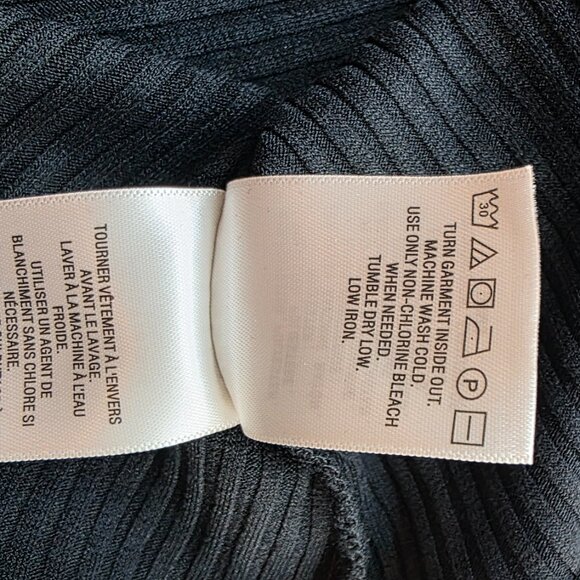 30
P
TURN GARMENT INSIDE OUT.
MACHINE WASH COLD.
USE ONLY NON-CHLORINE BLEACH
WHEN NEEDED.
TUMBLE DRY LOW.
LOW IRON.
TOURNER VÊTEMENT À L'ENVERS
AVANT LE LAVAGE.
LAVER À LA MACHINE À L'EAU
FROIDE.
UTILISER UN AGENT DE
BLANCHIMENT SANS CHLORE SI
NÉCESSAIRE.